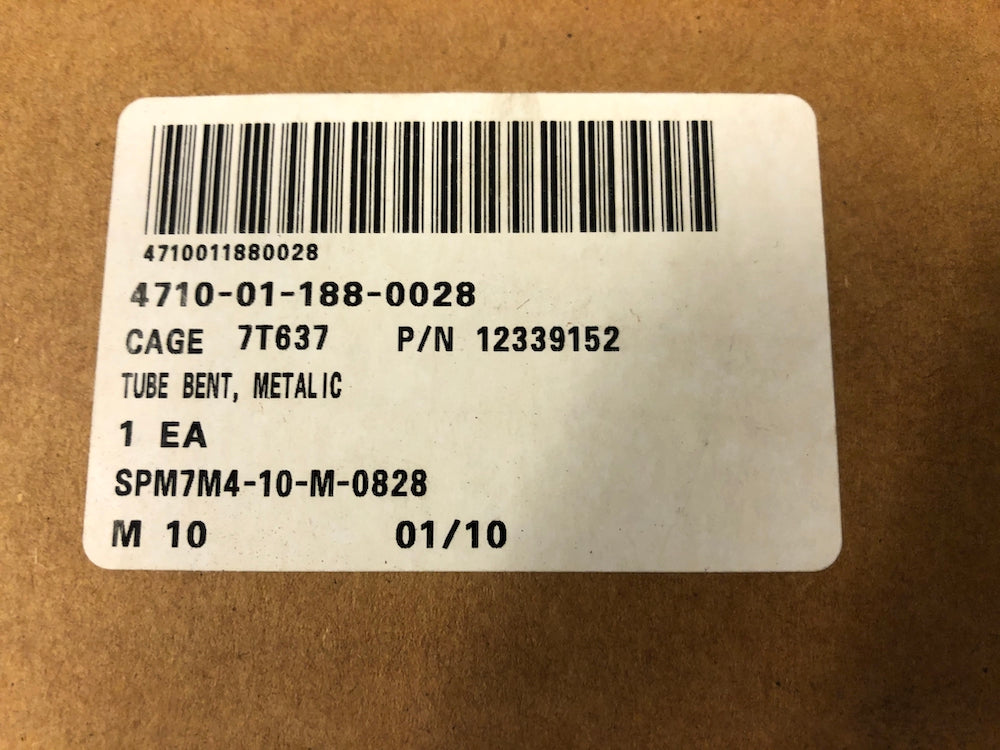 4710011880028
4710-01-188-0028
CAGE 7T637 P/N 12339152
TUBE BENT, METALIC
1 EA
SPM7M4-10-M-0828
M 10 01/10